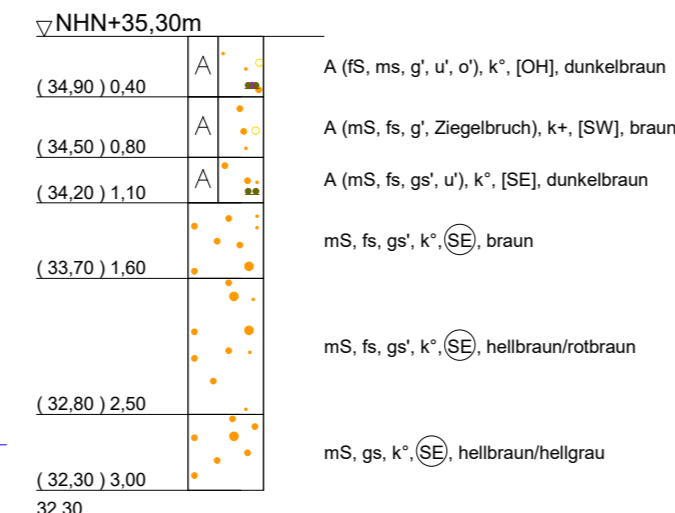 NHN+35,30m
A
A (fS, ms, g', u', o'), k°, [OH], dunkelbraun
( 34,90 ) 0,40
A
A (mS, fs, g', Ziegelbruch), k+, [SW], braun
( 34,50 ) 0,80
A
A (mS, fs, gs', u'), k°, [SE], dunkelbraun
( 34,20 ) 1,10
mS, fs, gs', k°, SE, braun
( 33,70 ) 1,60
mS, fs, gs', k°, SE, hellbraun/rotbraun
( 32,80 ) 2,50
mS, gs, k°, SE, hellbraun/hellgrau
( 32,30 ) 3,00
32,30